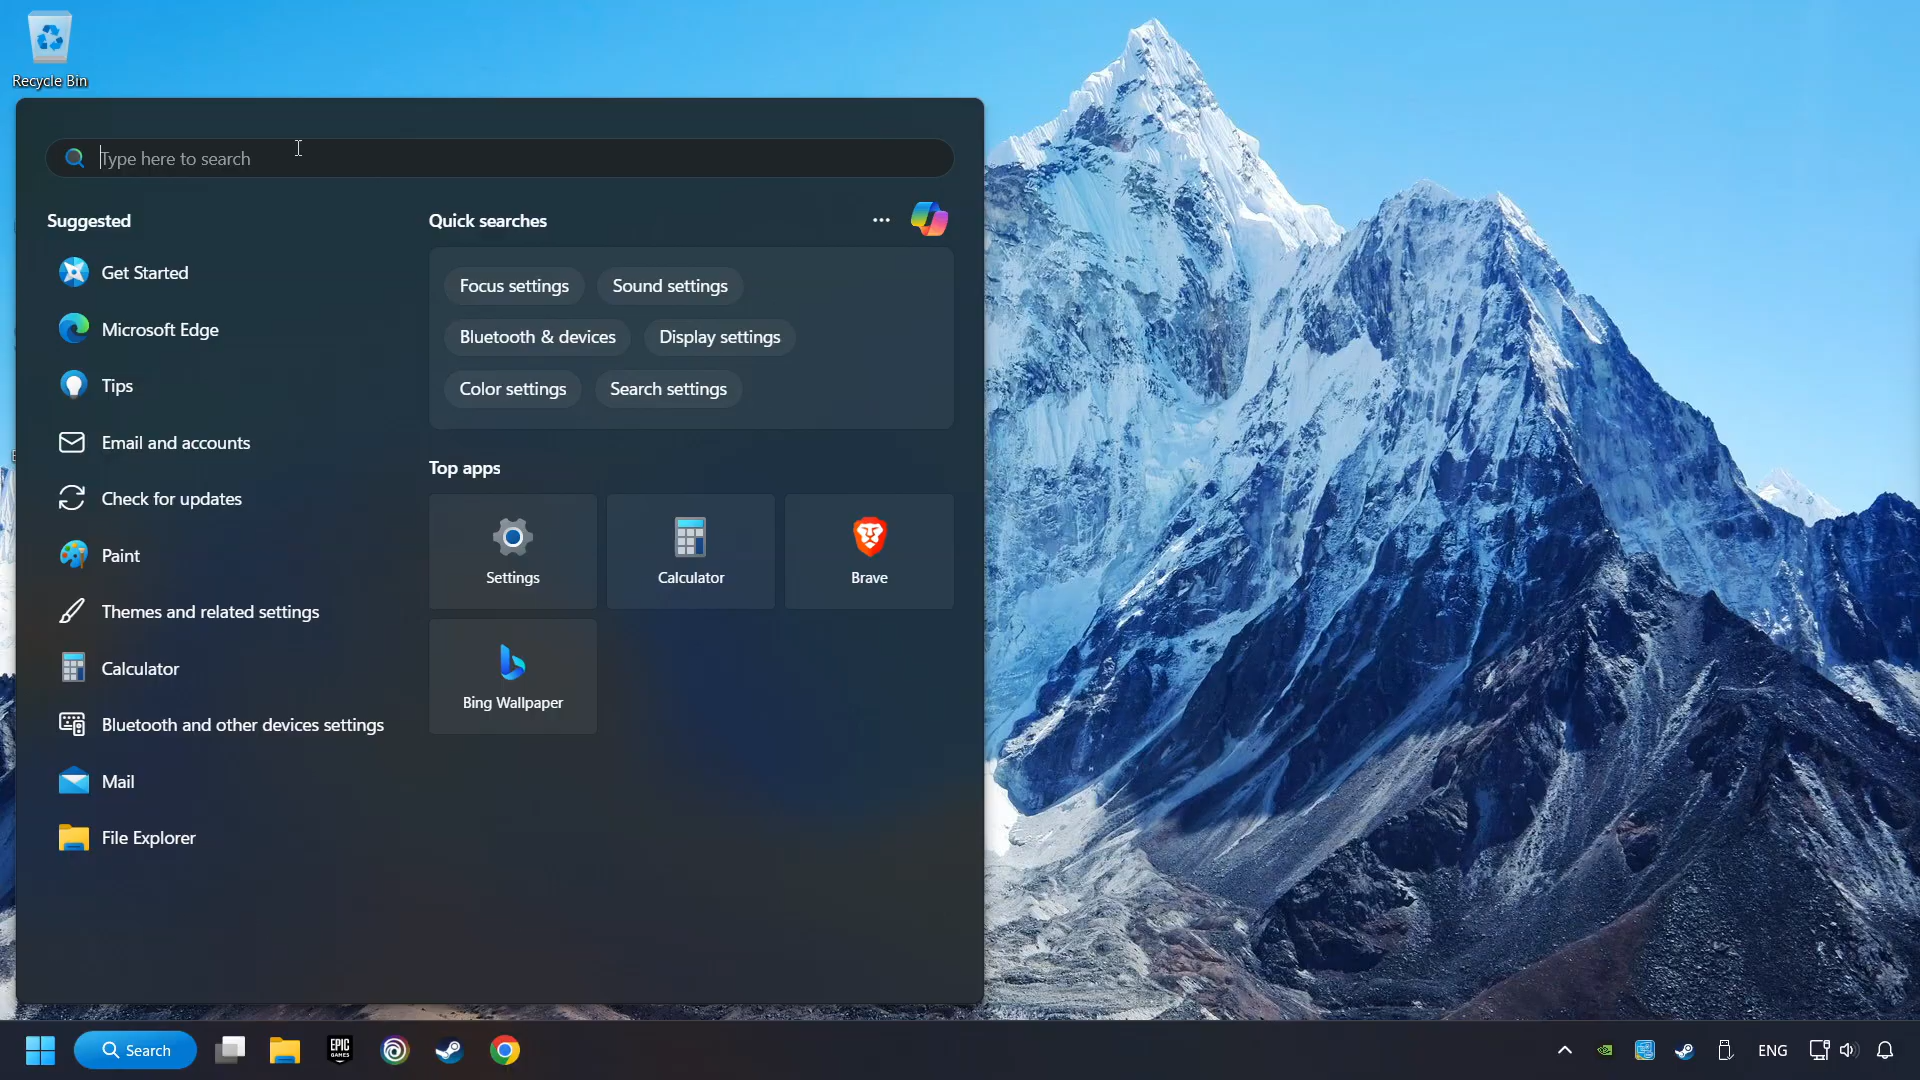 Recycle Bin
Type here to search
Suggested
Get Started
Microsoft Edge
Tips
Email and accounts
Check for updates
Paint
Themes and related settings
Calculator
Bluetooth and other devices settings
Mail
File Explorer
Quick searches
Focus settings
Sound settings
Bluetooth & devices
Display settings
Color settings
Search settings
Top apps
Settings
Calculator
Brave
Bing Wallpaper
Search
EPIC
GAMES
ENG